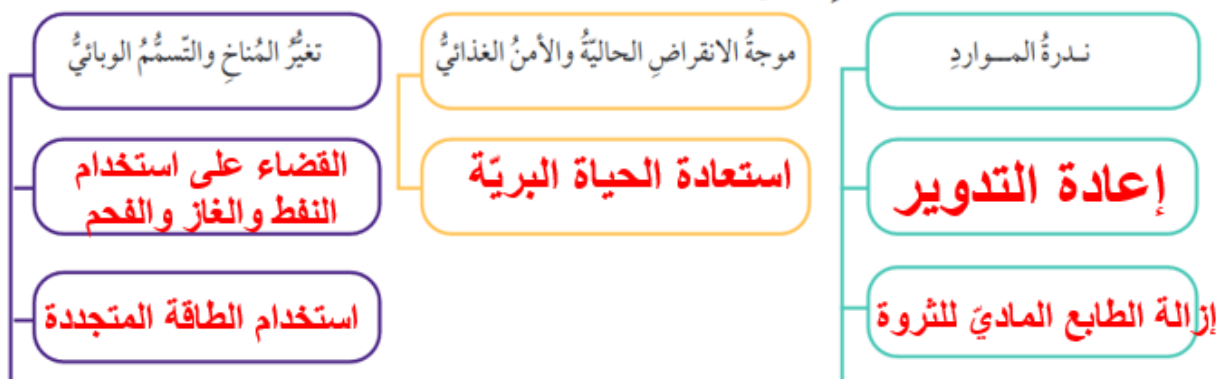 نـدرةُ المــواردِ
موجةُ الانقراضِ الحاليّةُ والأمنُ الغذائيُّ
تغيُّرُ المُناخِ والتّسمُّمُ الوبائيُّ
إعادة التدوير
استعادة الحياة البريّة
القضاء على استخدام
النفط والغاز والفحم
إزالة الطابع الماديّ للثروة
استخدام الطاقة المتجددة